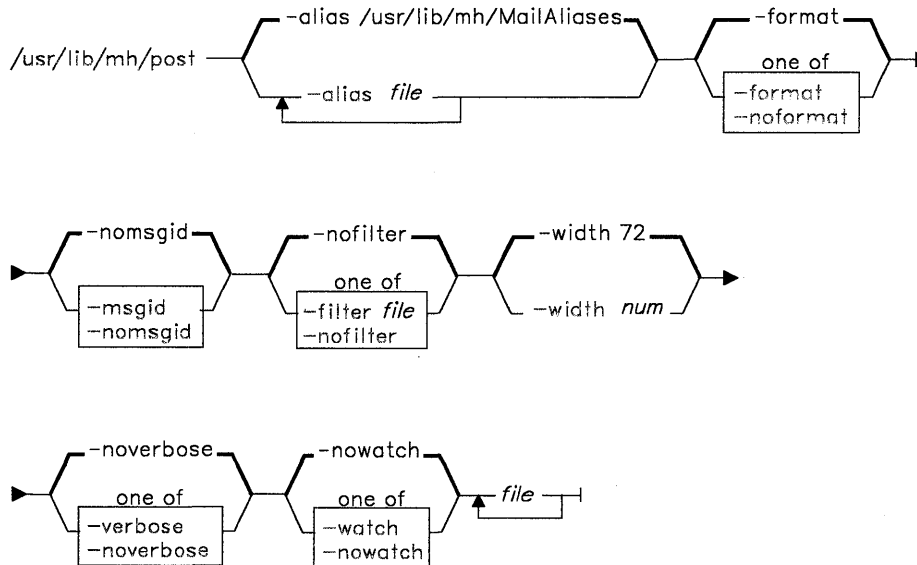 -alias /usr/lib/mh/MailAliases
-format
/usr/lib/mh/post
one of
-alias file
-format
-noformat
-nomsgid
-nofilter
-width 72
one of
-msgid
-nomsgid
-filter file
-nofilter
-width num
-noverbose
-nowatch
one of
one of
file
-verbose
-noverbose
-watch
-nowatch